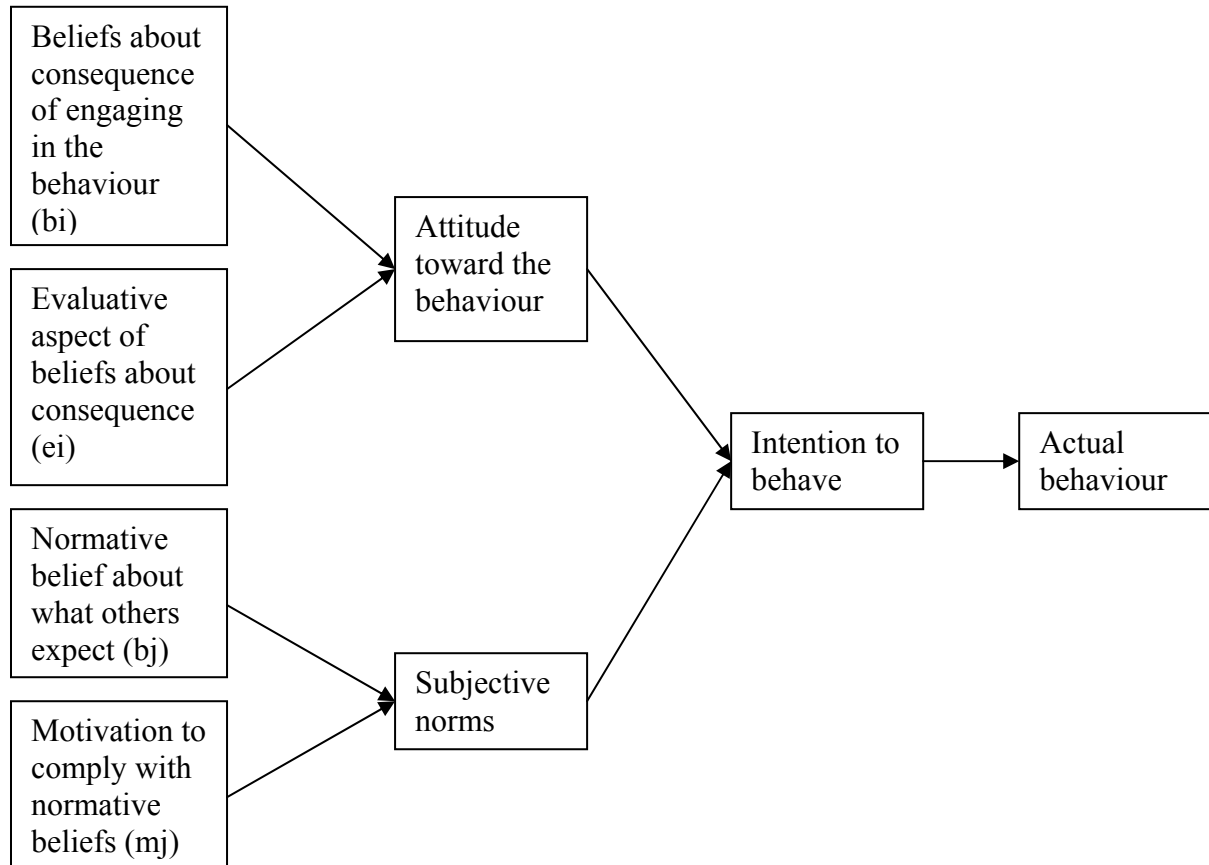 Beliefs about
consequence
of engaging
in the
behaviour
(bi)
Evaluative
aspect of
beliefs about
consequence
(ei)
Normative
belief about
what others
expect (bj)
Motivation to
comply with
normative
beliefs (mj)
Attitude
toward the
behaviour
Subjective
norms
Intention to
behave
Actual
behaviour